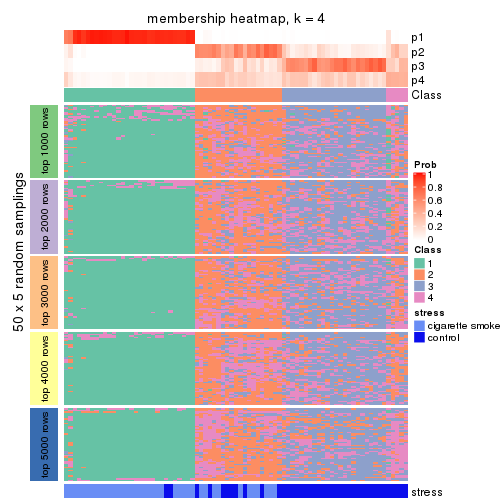 membership heatmap, k = 4
p1
p2
p3
p4
Class
50 x 5 random samplings
top 1000 rows
top 2000 rows
top 3000 rows
top 4000 rows
top 5000 rows
Prob
1
0.8
0.6
0.4
0.2
0
Class
1
2
3
4
stress
cigarette smoke
control
stress